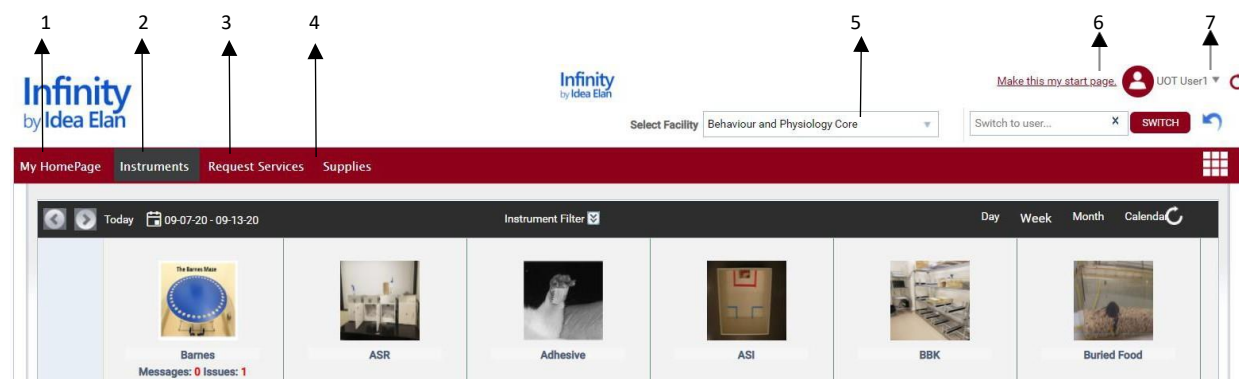 1 2 3 4 5 6 7
Infinity
by Idea Elan
Infinity
by Idea Elan
Make this my start page.
UOT User1
Select Facility Behaviour and Physiology Core
Switch to user... x SWITCH
My HomePage Instruments Request Services Supplies
Today 09-07-20 - 09-13-20 Instrument Filter Day Week Month Calenda
The Barnes Maze
Barnes ASR Adhesive ASI BBK Buried Food
Messages: 0 Issues: 1